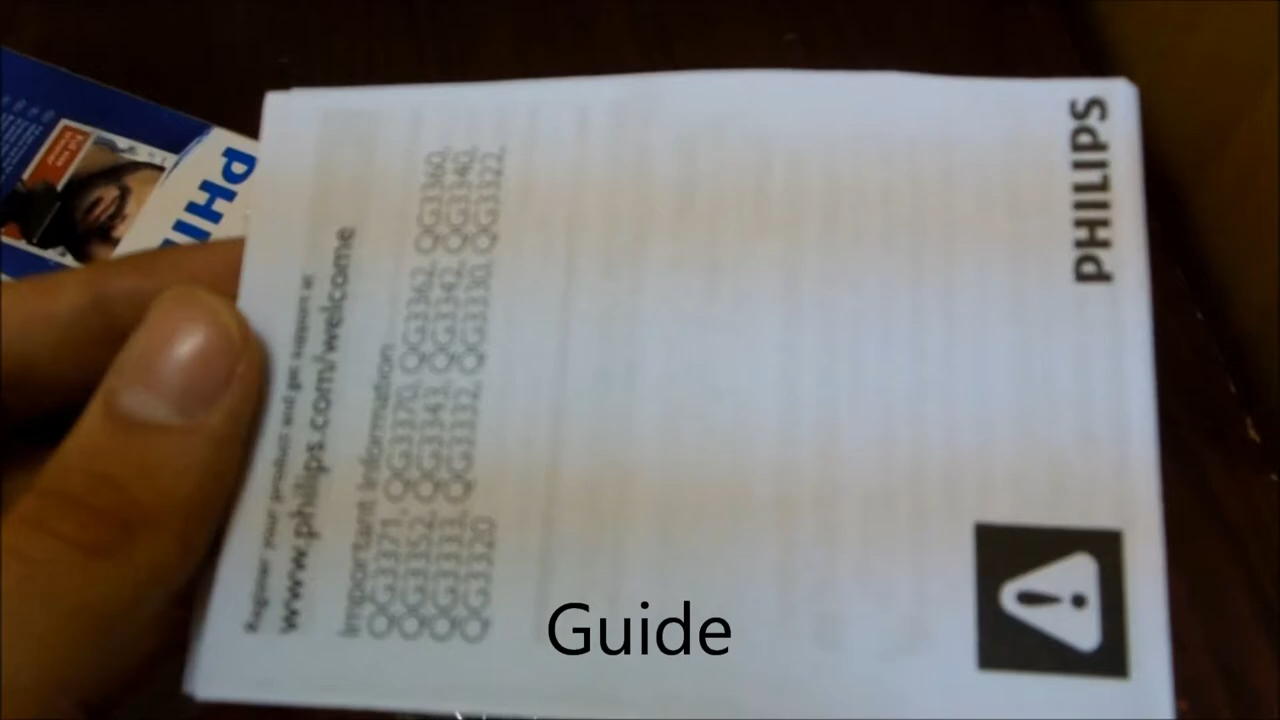 PHILIPS
Register your product and get support at
www.philips.com/welcome
Important Information
QG3371, QG3370, QG3362, QG3360,
QG3352, QG3343, QG3342, QG3340,
QG3333, QG3332, QG3330, QG3322,
QG3320
PHI
Guide